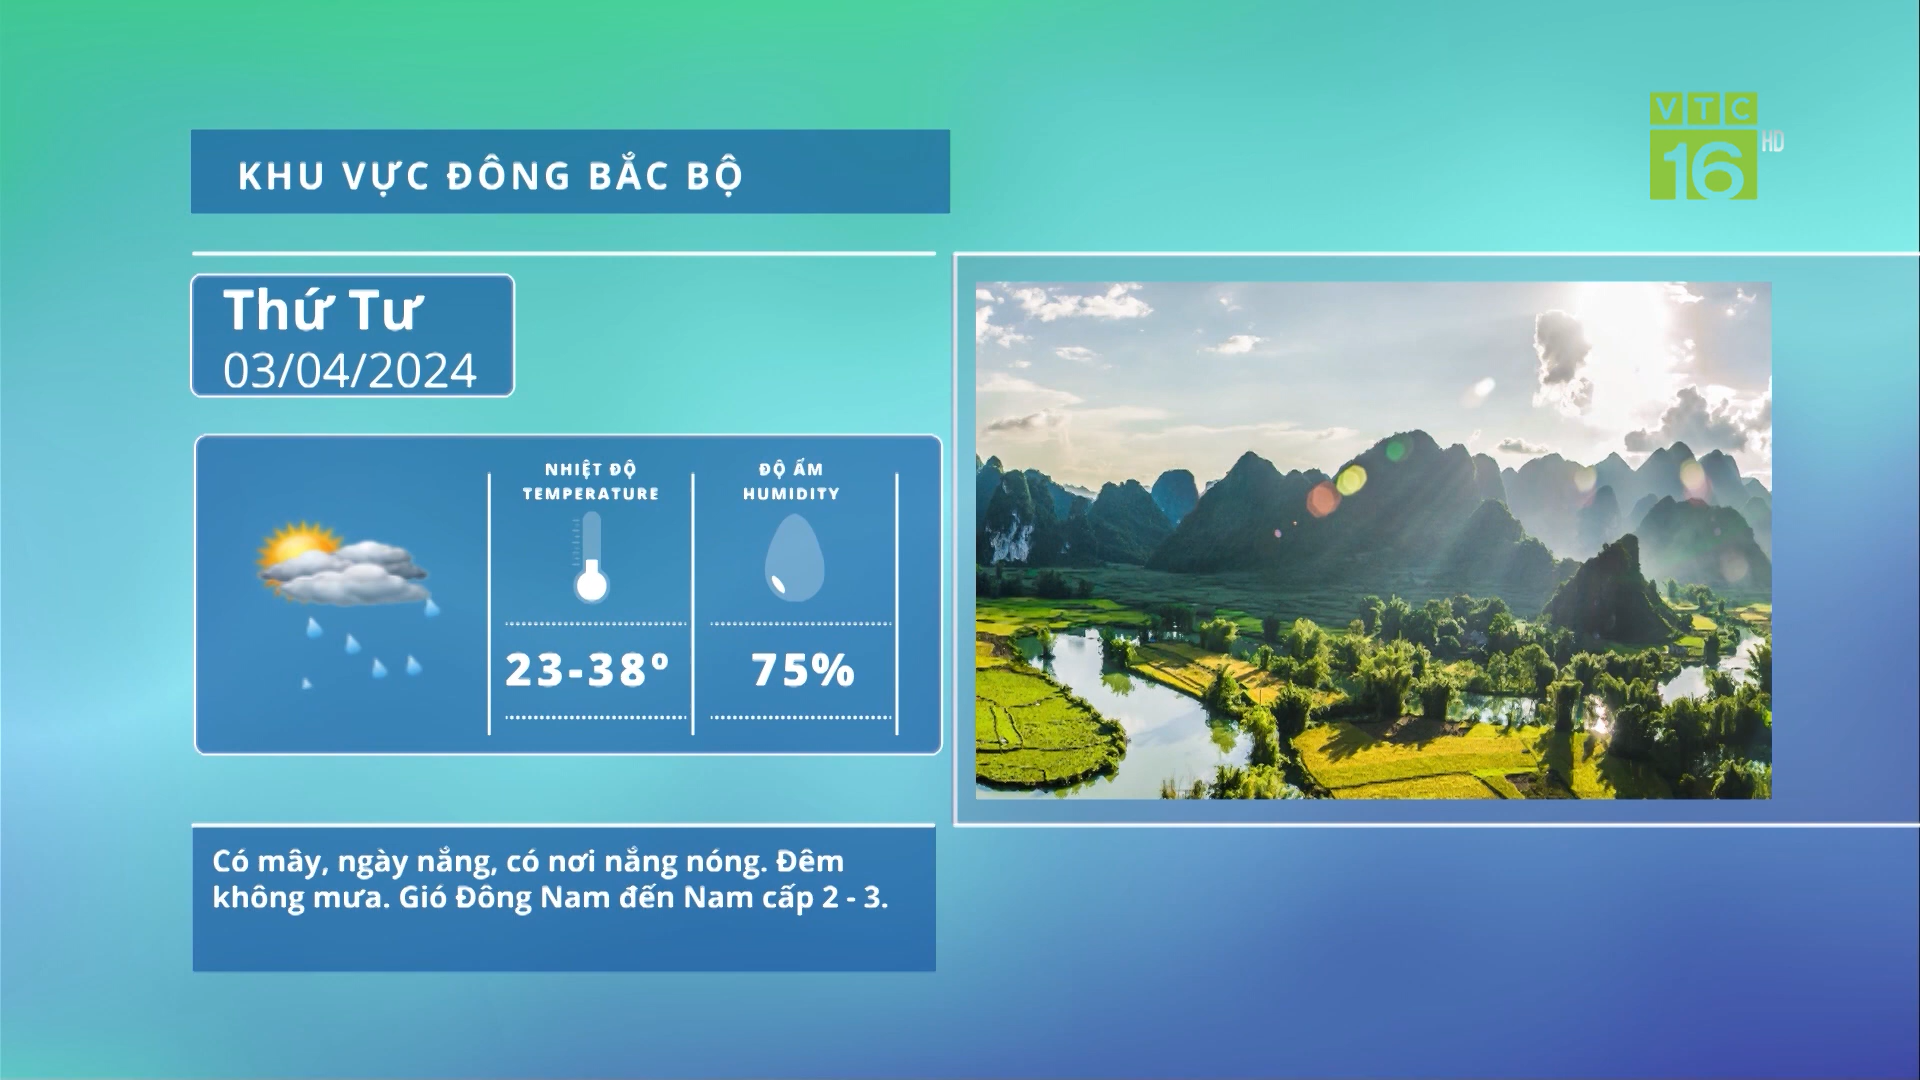 KHU VỰC ĐÔNG BẮC BỘ
VTC
16 HD
Thứ Tư
03/04/2024
NHIỆT ĐỘ
TEMPERATURE
23-38º
ĐỘ ẨM
HUMIDITY
75%
Có mây, ngày nắng, có nơi nắng nóng. Đêm
không mưa. Gió Đông Nam đến Nam cấp 2 - 3.